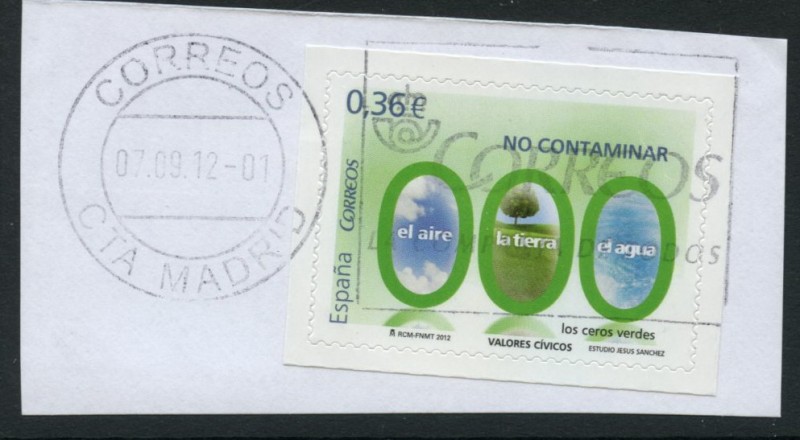 CORREOS
07.09.12-01
CTA MADRID
0,36€
NO CONTAMINAR
CORREOS
España
CORREOS
el aire
la tierra
el agua
los ceros verdes
RCM-FNMT 2012
VALORES CÍVICOS
ESTUDIO JESUS SANCHEZ